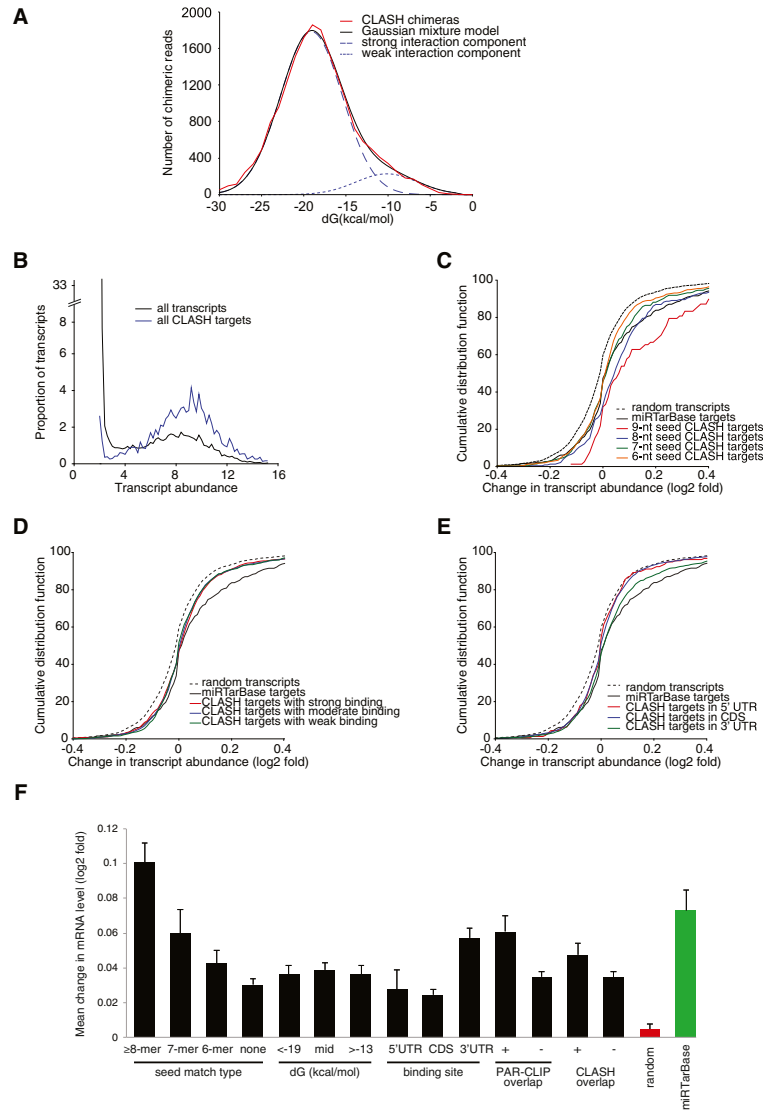 A
CLASH chimeras
Gaussian mixture model
strong interaction component
weak interaction component
Number of chimeric reads
2000
1600
1200
800
400
0
-30 -25 -20 -15 -10 -5 0
dG(kcal/mol)
B
all transcripts
all CLASH targets
Proportion of transcripts
33
8
6
4
2
0
0 4 8 12 16
Transcript abundance
C
Cumulative distribution function
100
80
60
40
20
0
random transcripts
miRTarBase targets
9-nt seed CLASH targets
8-nt seed CLASH targets
7-nt seed CLASH targets
6-nt seed CLASH targets
-0.4 -0.2 0 0.2 0.4
Change in transcript abundance (log2 fold)
D
Cumulative distribution function
100
80
60
40
20
0
random transcripts
miRTarBase targets
CLASH targets with strong binding
CLASH targets with moderate binding
CLASH targets with weak binding
-0.4 -0.2 0 0.2 0.4
Change in transcript abundance (log2 fold)
E
Cumulative distribution function
100
80
60
40
20
0
random transcripts
miRTarBase targets
CLASH targets in 5' UTR
CLASH targets in CDS
CLASH targets in 3' UTR
-0.4 -0.2 0 0.2 0.4
Change in transcript abundance (log2 fold)
F
Mean change in mRNA level (log2 fold)
0.12
0.1
0.08
0.06
0.04
0.02
0
≥8-mer 7-mer 6-mer none <-19 mid >-13 5'UTR CDS 3'UTR + - + -
seed match type
dG (kcal/mol)
binding site
PAR-CLIP
overlap
CLASH
overlap
random
miRTarBase